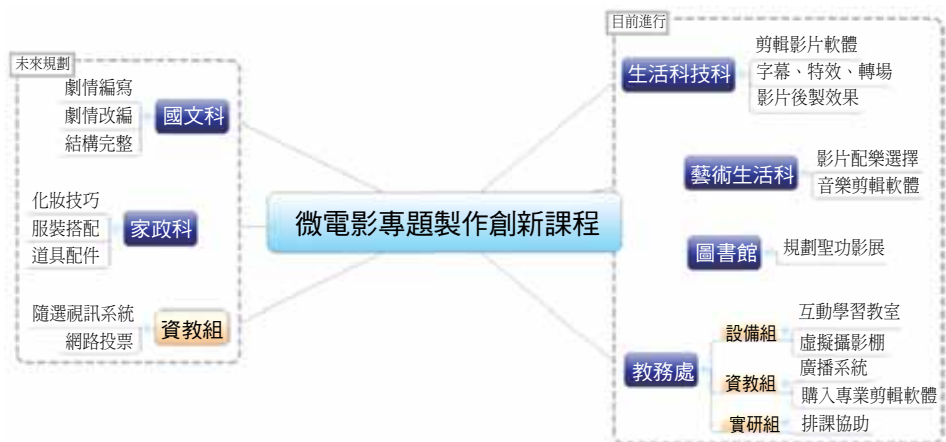 未來規劃
劇情編寫
劇情改編
結構完整
國文科
化妝技巧
服裝搭配
道具配件
家政科
隨選視訊系統
網路投票
資教組
微電影專題製作創新課程
目前進行
生活科技科
剪輯影片軟體
字幕、特效、轉場
影片後製效果
藝術生活科
影片配樂選擇
音樂剪輯軟體
圖書館
規劃聖功影展
教務處
設備組
互動學習教室
虛擬攝影棚
資教組
廣播系統
購入專業剪輯軟體
實研組
排課協助